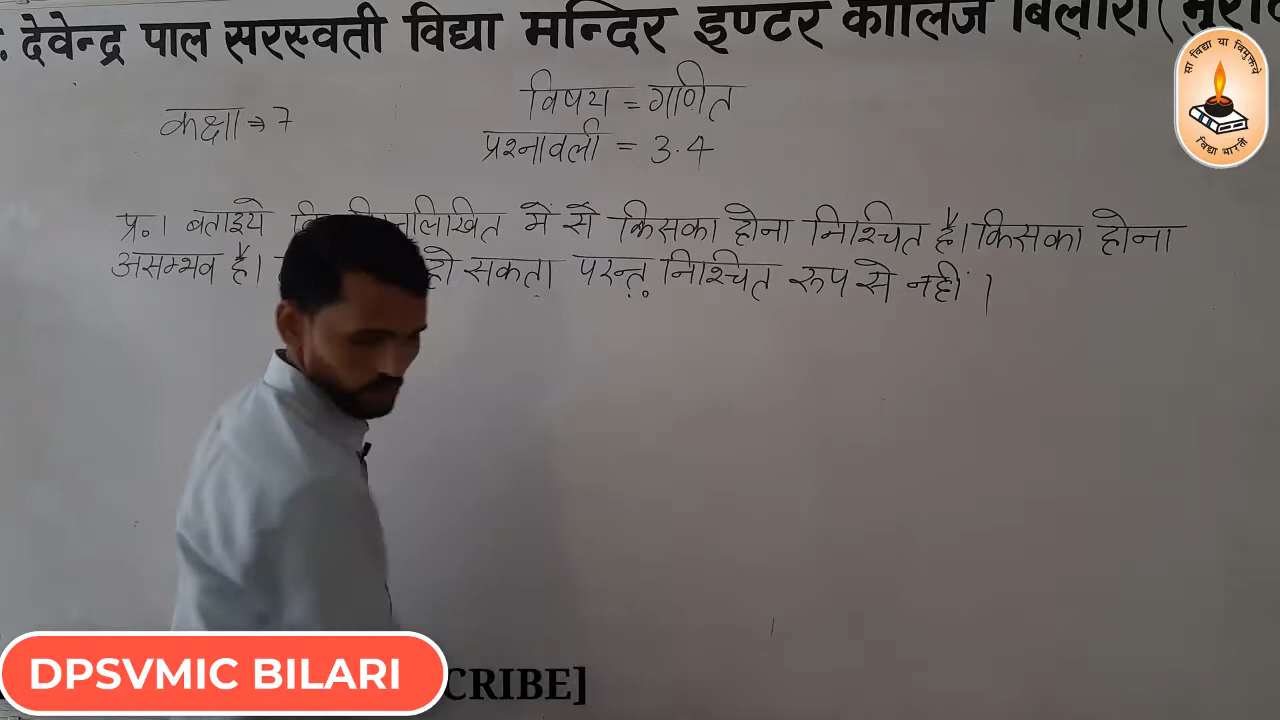 . देवेन्द्र पाल सरस्वती विद्या मन्दिर इण्टर कालिज बिलारी (मुरा
सा विद्या या विमुक्तये
विद्या भारती
विषय = गणित
कक्षा ⇒ 7
प्रश्नावली = 3.4
प्र. 1 बताइये लिखित में से किसका होना निश्चित है। किसका होना
असम्भव है। हो सकता परन्तु निश्चित रूप से नहीं ।
DPSVMIC BILARI
CRIBE]